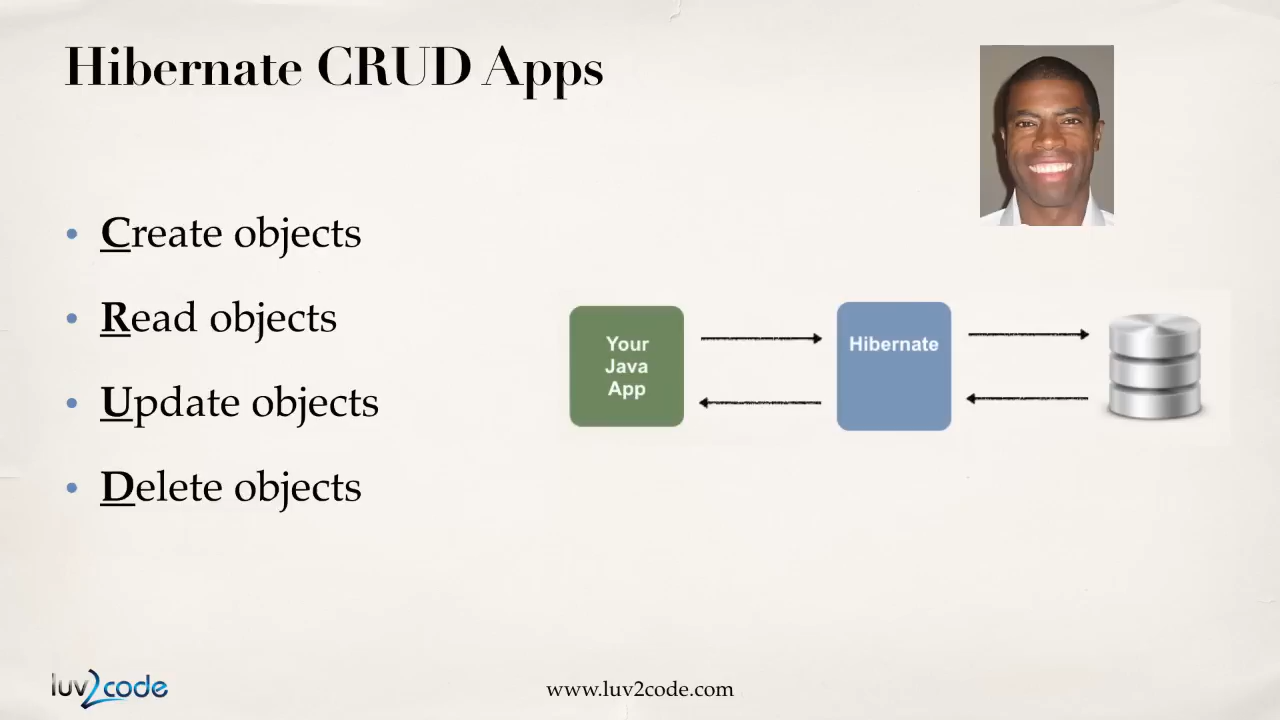 Hibernate CRUD Apps
• Create objects
• Read objects
• Update objects
• Delete objects
Your
Java
App
Hibernate
luv2code
www.luv2code.com